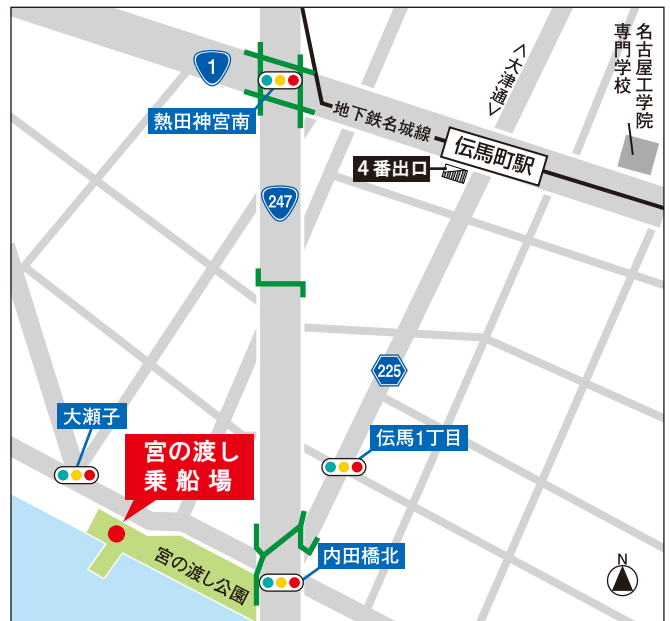 1
熱田神宮南
地下鉄名城線
〈大津通〉
名古屋工学院
専門学校
伝馬町駅
4番出口
247
225
大瀬子
宮の渡し
乗船場
伝馬1丁目
内田橋北
宮の渡し公園
N